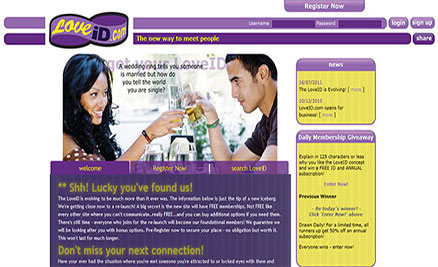 Register Now
LoveiD.com
Username
Password
login
sign up
The new way to meet people
share
get your LoveID
A wedding ring tells you someone
is married but how do
you tell the world
you are single?
news
16/07/2011
The LoveID is Evolving! [ more ]
10/12/2010
LoveID.com opens for
business! [ more ]
welcome
Register Now
search LoveID
** Shh! Lucky you've found us!
The LoveID is evolving to be much more than it ever was. The information below is just the tip of a new iceberg.
We're getting close now to a re-launch! A big secret is the new site will have FREE memberships. Not FREE like
every other site where you can't communicate..really FREE....and you can buy additional options if you need them.
There's still time - everyone who joins for the re-launch will become our foundational members! We guarantee we
will be looking after you with bonus options. Pre-Register now to secure your place - no obligation but worth it.
This won't last for much longer.
Don't miss your next connection!
Have your ever had the situation where you've met someone you're attracted to or locked eyes with them and
Daily Membership Giveaway
Explain in 125 characters or less
why you like the LoveID concept
and win a FREE ID and ANNUAL
subscription!
Enter Now!
Previous Winner
- Be today's winner! -
Click 'Enter Now!' above
Drawn Daily! For a limited time, all
runners up get 50% off an annual
subscription!
Everyone wins - enter now!